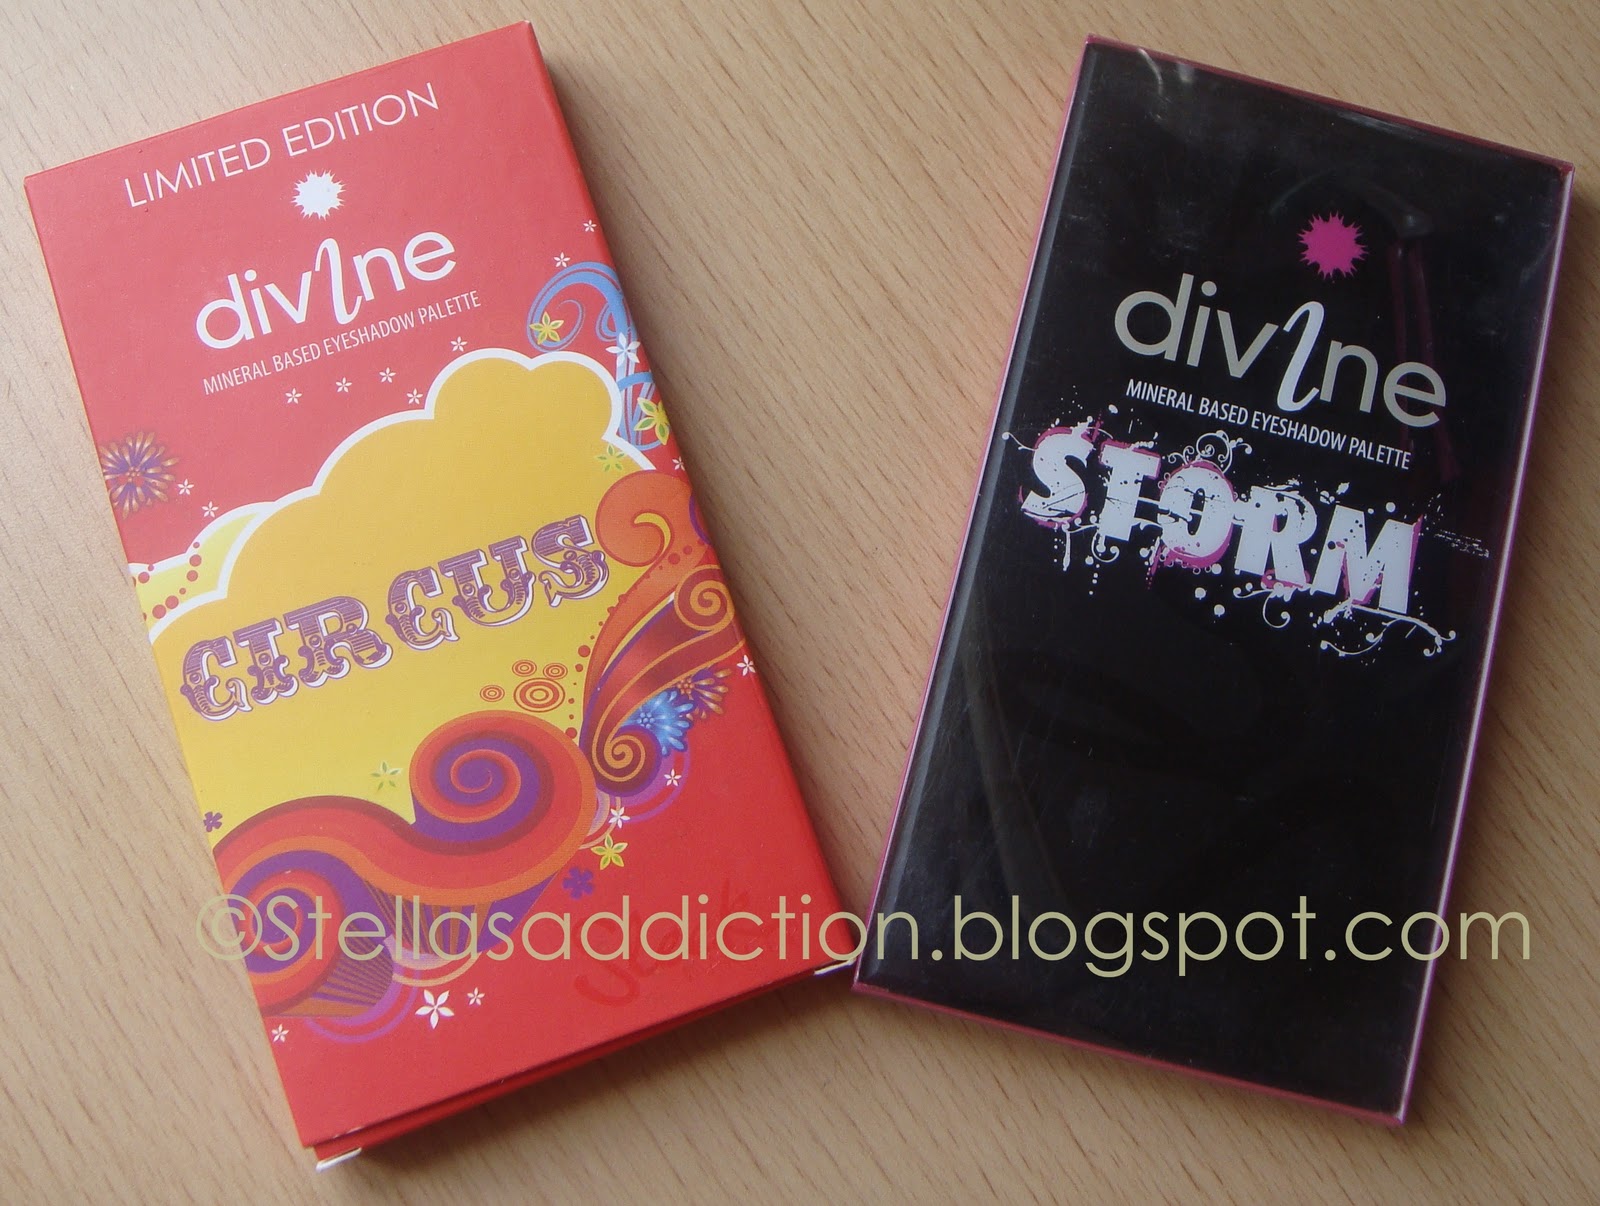 LIMITED EDITION
divine
MINERAL BASED EYESHADOW PALETTE
CIRCUS
divine
MINERAL BASED EYESHADOW PALETTE
STORM
©Stellasaddiction.blogspot.com